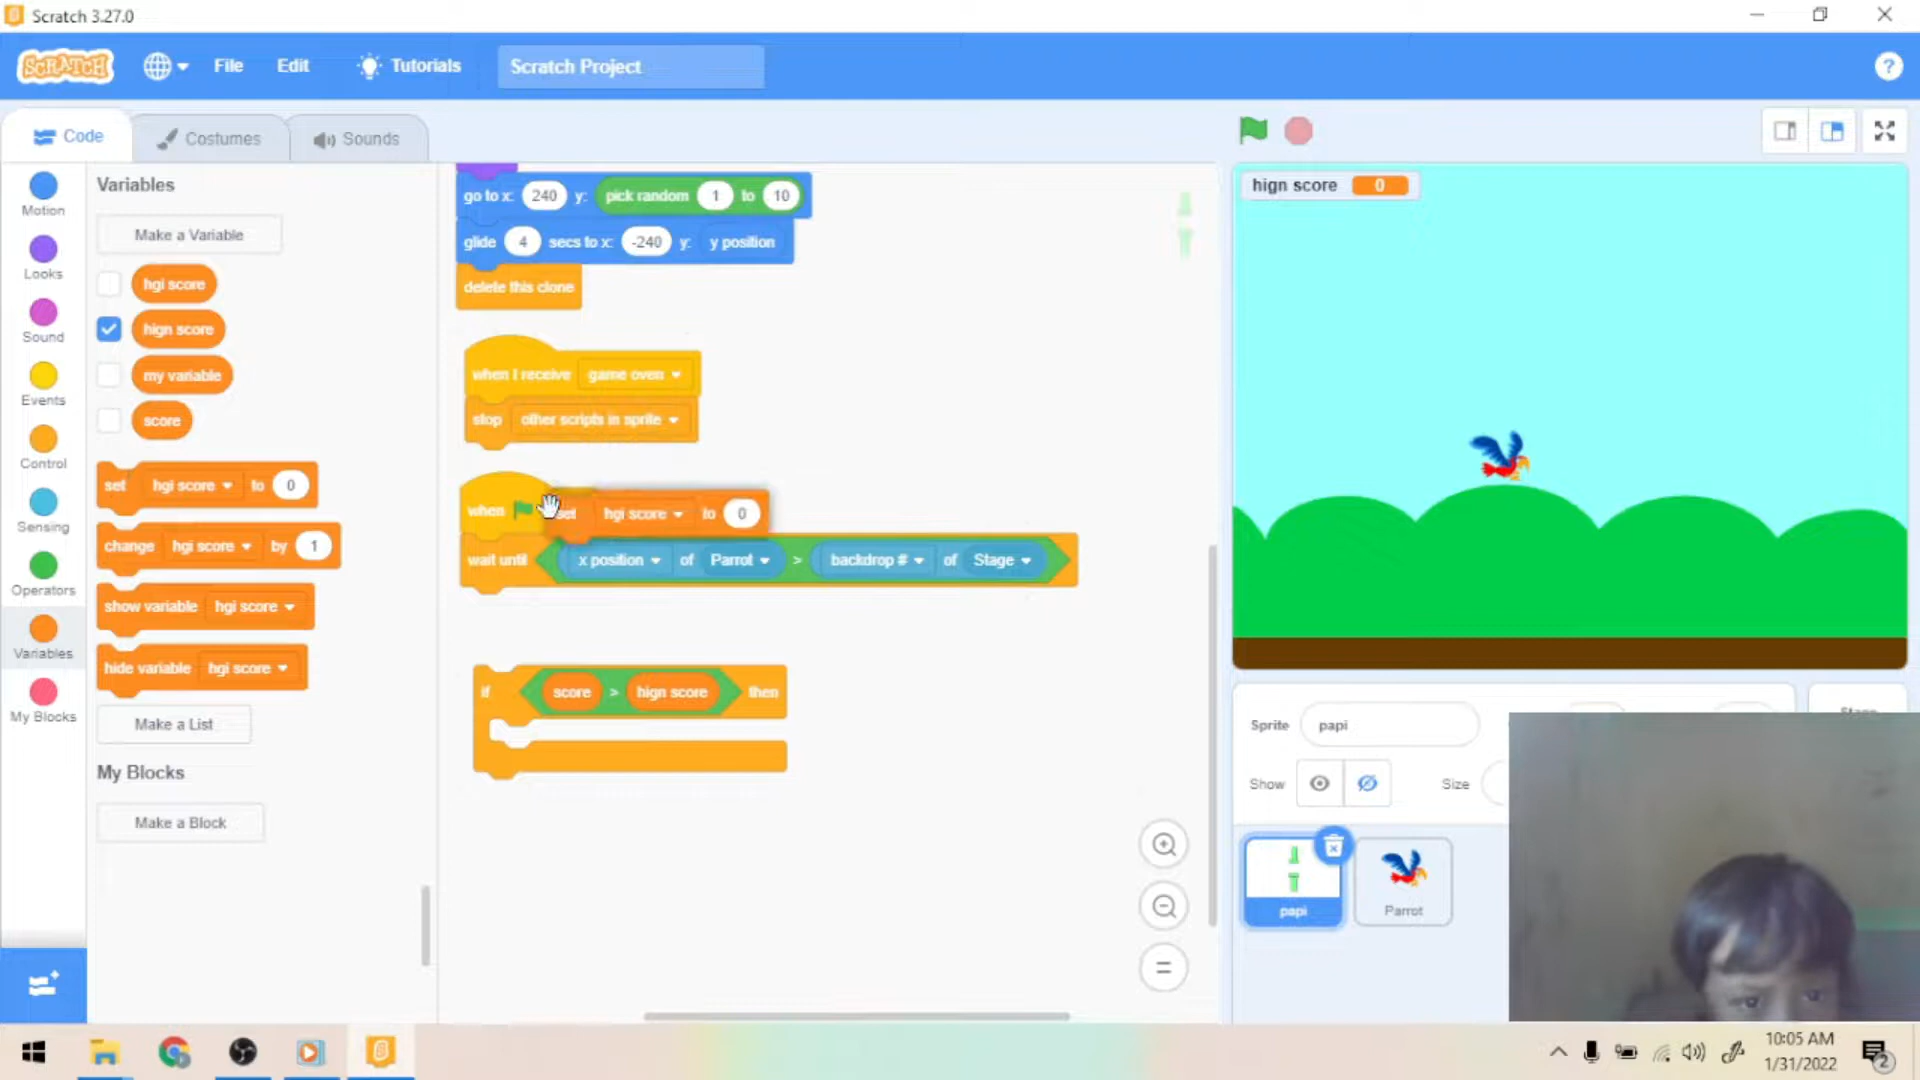 Scratch 3.27.0
SCRATCH File Edit Tutorials Scratch Project ?
Code Costumes Sounds
Motion
Looks
Sound
Events
Control
Sensing
Operators
Variables
My Blocks
Variables
Make a Variable
hgi score
hign score
my variable
score
set hgi score to 0
change hgi score by 1
show variable hgi score
hide variable hgi score
Make a List
My Blocks
Make a Block
go to x: 240 y: pick random 1 to 10
glide 4 secs to x: -240 y: y position
delete this clone
when I receive game oven
stop other scripts in sprite
when
set hgi score to 0
wait until x position of Parrot > backdrop # of Stage
if score > hign score then
hign score 0
Sprite papi
Show Size
papi
Parrot
10:05 AM
1/31/2022
2